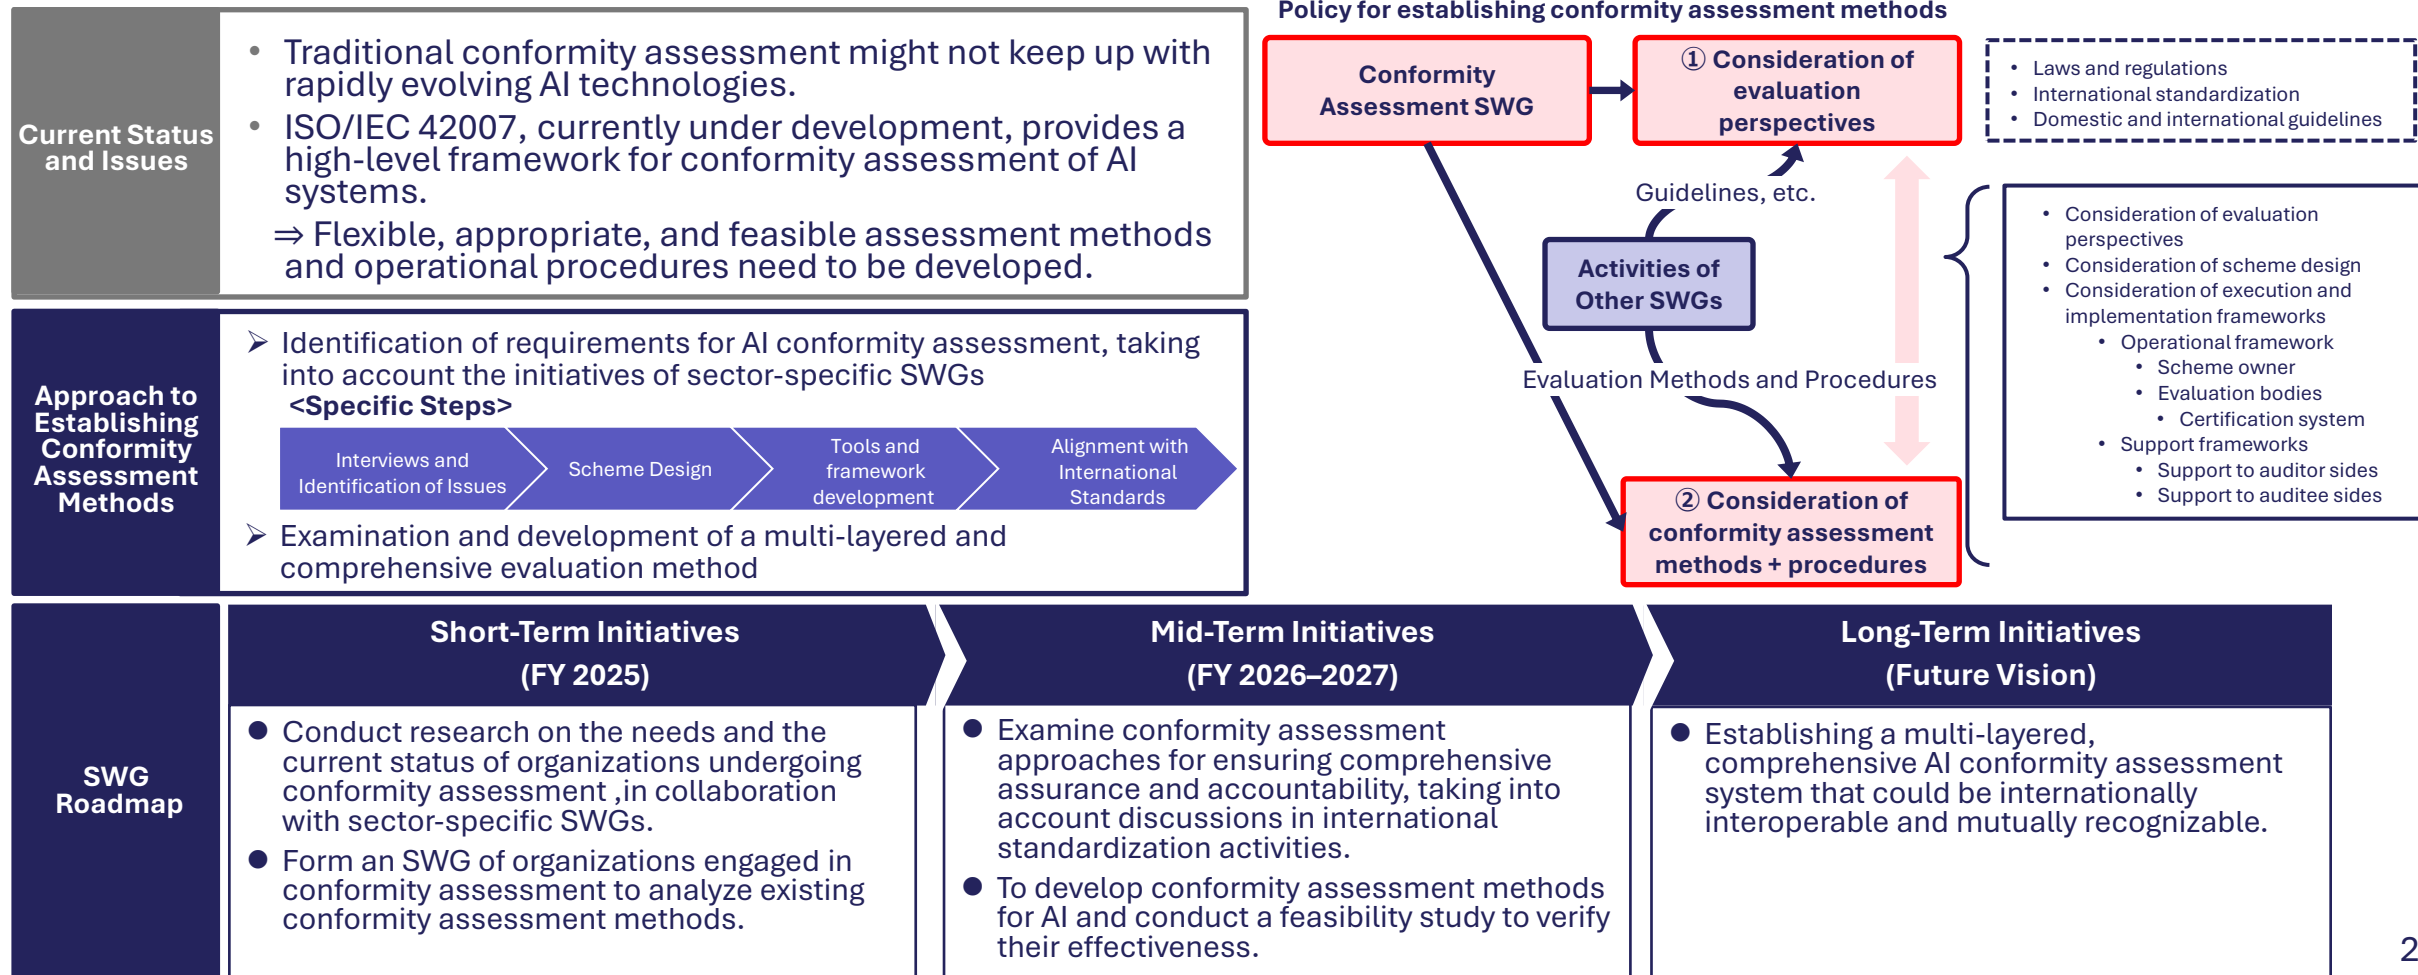 Current Status
and Issues
• Traditional conformity assessment might not keep up with
rapidly evolving AI technologies.
• ISO/IEC 42007, currently under development, provides a
high-level framework for conformity assessment of AI
systems.
⇒ Flexible, appropriate, and feasible assessment methods
and operational procedures need to be developed.
Approach to
Establishing
Conformity
Assessment
Methods
➢ Identification of requirements for AI conformity assessment, taking
into account the initiatives of sector-specific SWGs
<Specific Steps>
Interviews and
Identification of Issues
Scheme Design
Tools and
framework
development
Alignment with
International
Standards
➢ Examination and development of a multi-layered and
comprehensive evaluation method
Policy for establishing conformity assessment methods
Conformity
Assessment SWG
① Consideration of
evaluation
perspectives
• Laws and regulations
• International standardization
• Domestic and international guidelines
Guidelines, etc.
Activities of
Other SWGs
Evaluation Methods and Procedures
② Consideration of
conformity assessment
methods + procedures
• Consideration of evaluation
perspectives
• Consideration of scheme design
• Consideration of execution and
implementation frameworks
• Operational framework
• Scheme owner
• Evaluation bodies
• Certification system
• Support frameworks
• Support to auditor sides
• Support to auditee sides
SWG
Roadmap
Short-Term Initiatives
(FY 2025)
● Conduct research on the needs and the
current status of organizations undergoing
conformity assessment ,in collaboration
with sector-specific SWGs.
● Form an SWG of organizations engaged in
conformity assessment to analyze existing
conformity assessment methods.
Mid-Term Initiatives
(FY 2026–2027)
● Examine conformity assessment
approaches for ensuring comprehensive
assurance and accountability, taking into
account discussions in international
standardization activities.
● To develop conformity assessment methods
for AI and conduct a feasibility study to verify
their effectiveness.
Long-Term Initiatives
(Future Vision)
● Establishing a multi-layered,
comprehensive AI conformity assessment
system that could be internationally
interoperable and mutually recognizable.
2